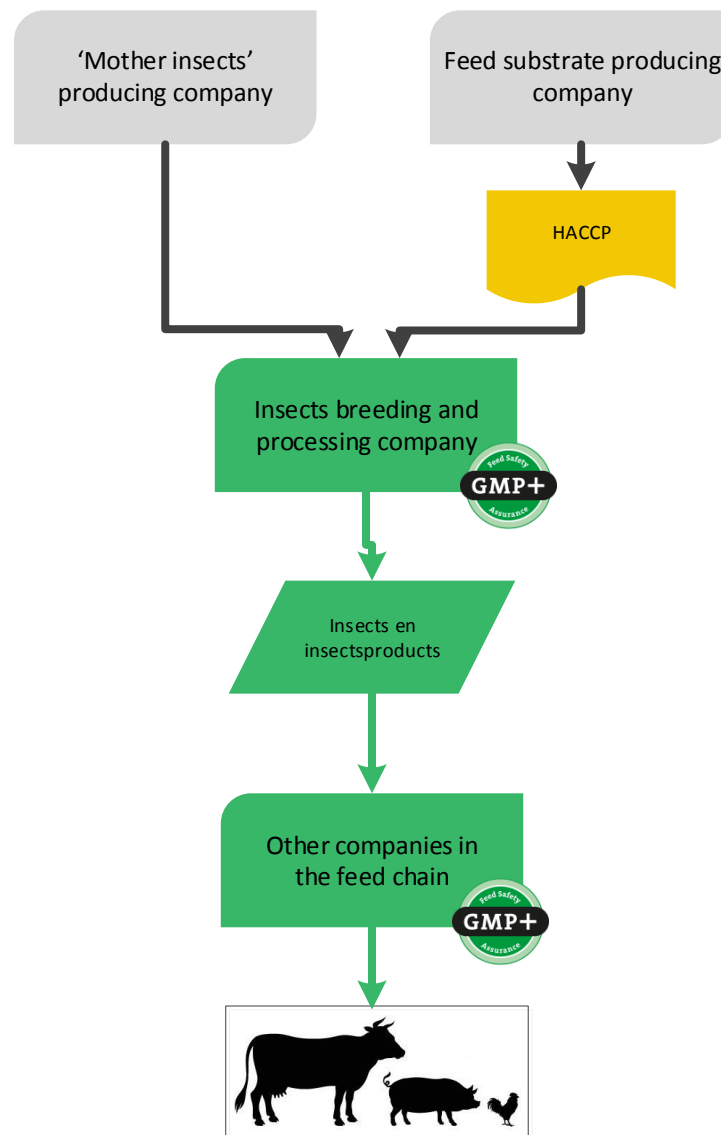 ‘Mother insects’
producing company
Feed substrate producing
company
HACCP
Insects breeding and
processing company
Feed Safety
GMP+
Assurance
Insects en
insectsproducts
Other companies in
the feed chain
Feed Safety
GMP+
Assurance